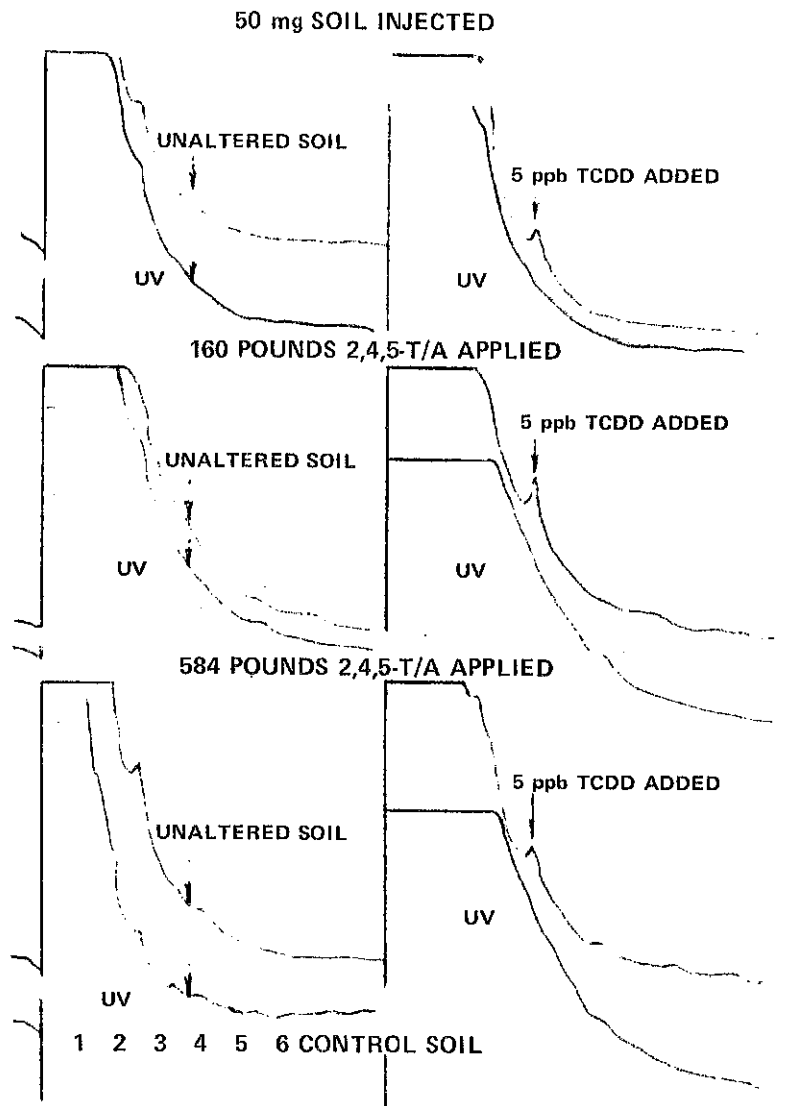 50 mg SOIL INJECTED
UNALTERED SOIL
5 ppb TCDD ADDED
UV
UV
160 POUNDS 2,4,5-T/A APPLIED
UNALTERED SOIL
5 ppb TCDD ADDED
UV
UV
584 POUNDS 2,4,5-T/A APPLIED
UNALTERED SOIL
5 ppb TCDD ADDED
UV
UV
1 2 3 4 5 6 CONTROL SOIL